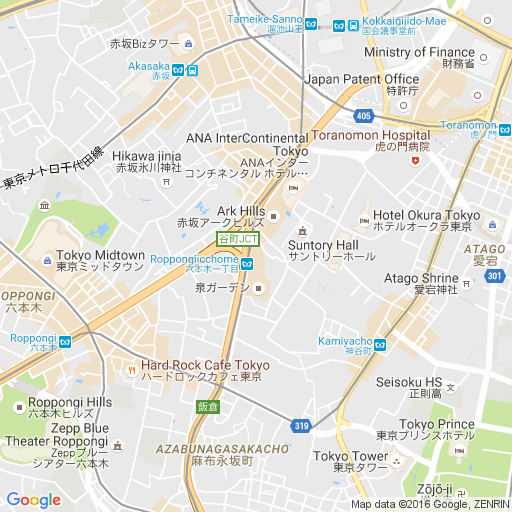 Tameike-Sanno
溜池山王
Kokkaigijido-Mae
国会議事堂前
赤坂Bizタワー
Akasaka
赤坂
Ministry of Finance
財務省
Japan Patent Office
特許庁
405
ANA InterContinental
Tokyo
ANAインター
コンチネンタル ホテル…
Toranomon Hospital
虎の門病院
Toranomon
虎ノ門
東京メトロ千代田線
Hikawa jinja
赤坂氷川神社
Ark Hills
赤坂アークヒルズ
Hotel Okura Tokyo
ホテルオークラ東京
谷町JCT
Suntory Hall
サントリーホール
ATAGO
愛宕
Tokyo Midtown
東京ミッドタウン
Roppongiicchome
六本木一丁目
301
Atago Shrine
愛宕神社
泉ガーデン
ROPPONGI
六本木
Roppongi
六本木
Kamiyacho
神谷町
Hard Rock Cafe Tokyo
ハードロックカフェ東京
Seisoku HS
正則高
Roppongi Hills
六本木ヒルズ
飯倉
319
Zepp Blue
Theater Roppongi
Zeppブルー
シアター六本木
Tokyo Prince
東京プリンスホテル
AZABUNAGASAKACHO
麻布永坂町
Tokyo Tower
東京タワー
Zōjō-ji
Google
Map data ©2016 Google, ZENRIN